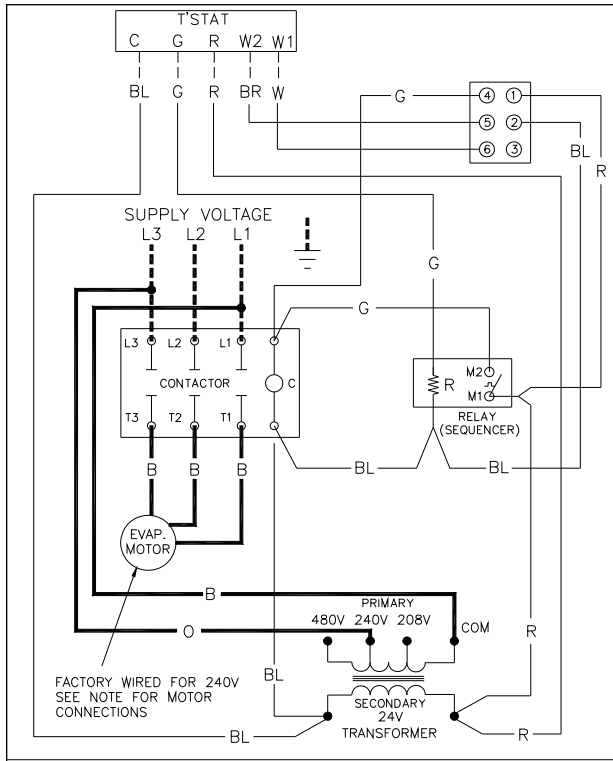 T'STAT
C G R W2 W1
BL G R BR W
G
4 1
5 2
6 3
BL
R
SUPPLY VOLTAGE
L3 L2 L1
G
G
L3 L2 L1
CONTACTOR
C
T3 T2 T1
R
M2
M1
RELAY
(SEQUENCER)
B B B
BL
BL
EVAP.
MOTOR
B
PRIMARY
480V 240V 208V
COM
O
R
FACTORY WIRED FOR 240V
SEE NOTE FOR MOTOR
CONNECTIONS
BL
SECONDARY
24V
TRANSFORMER
BL
R